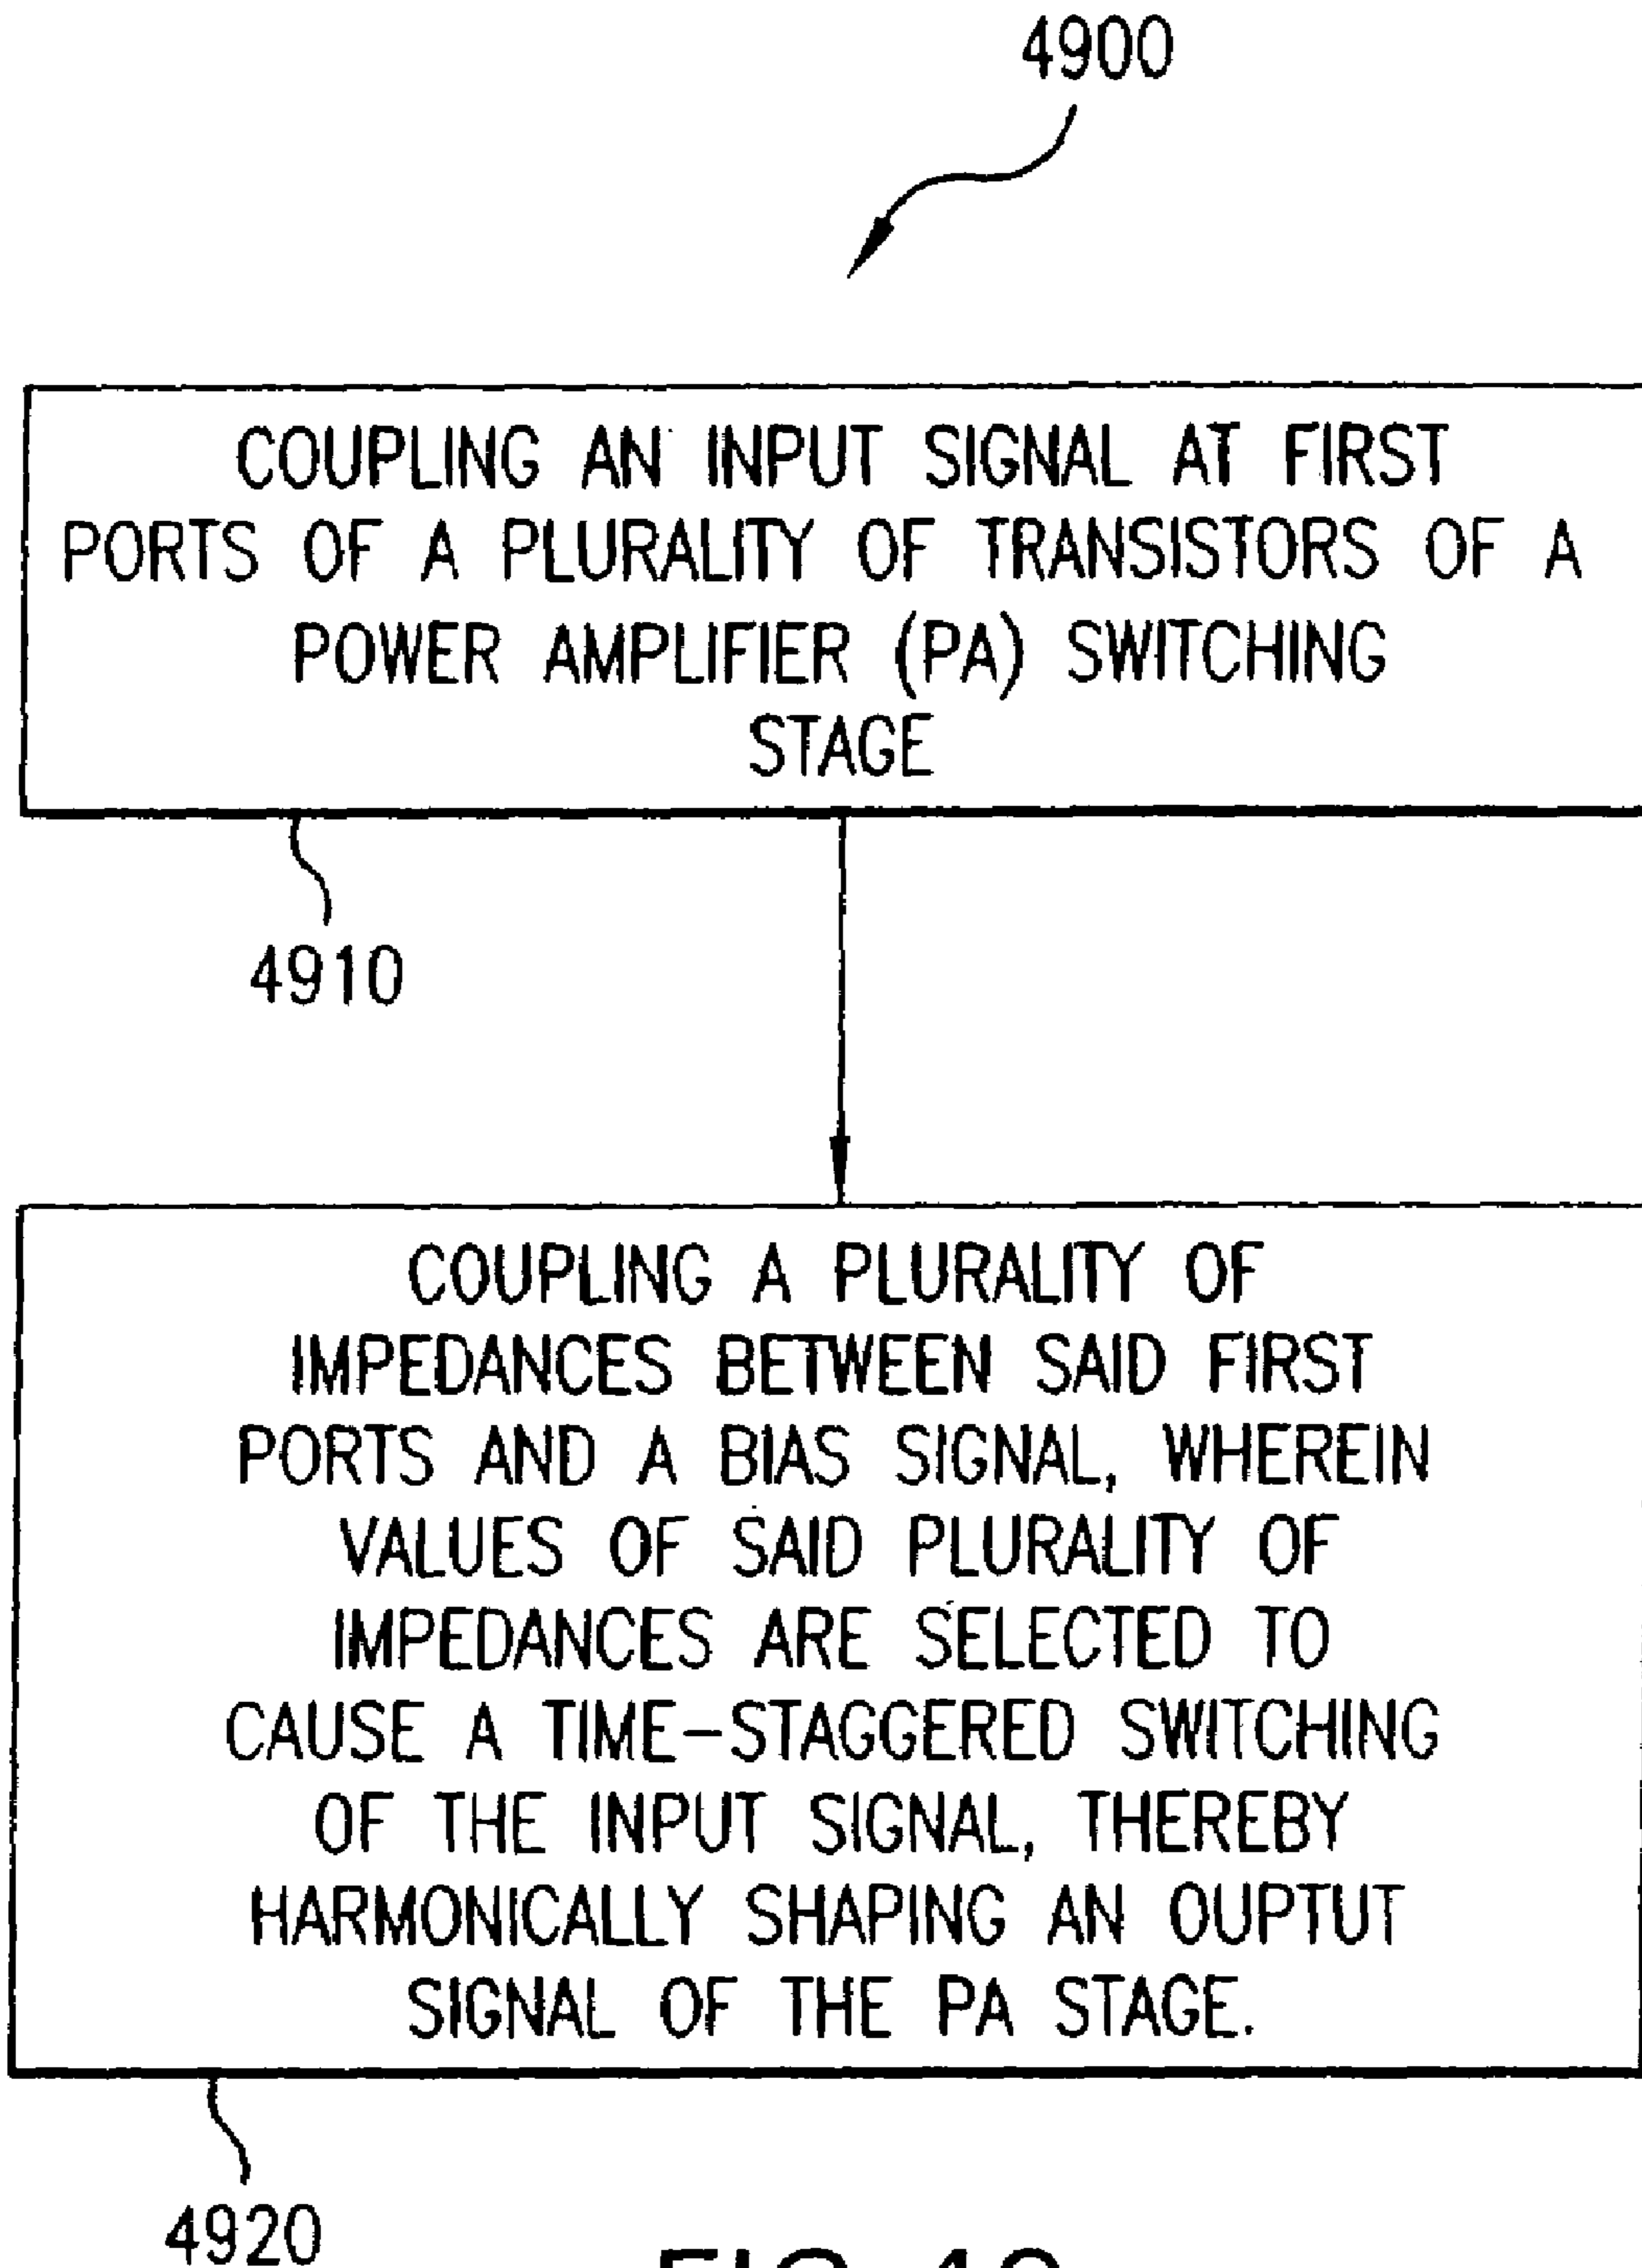 4900
COUPLING AN INPUT SIGNAL AT FIRST
PORTS OF A PLURALITY OF TRANSISTORS OF A
POWER AMPLIFIER (PA) SWITCHING
STAGE
4910
COUPLING A PLURALITY OF
IMPEDANCES BETWEEN SAID FIRST
PORTS AND A BIAS SIGNAL, WHEREIN
VALUES OF SAID PLURALITY OF
IMPEDANCES ARE SELECTED TO
CAUSE A TIME-STAGGERED SWITCHING
OF THE INPUT SIGNAL, THEREBY
HARMONICALLY SHAPING AN OUPTUT
SIGNAL OF THE PA STAGE.
4920
FIG.49